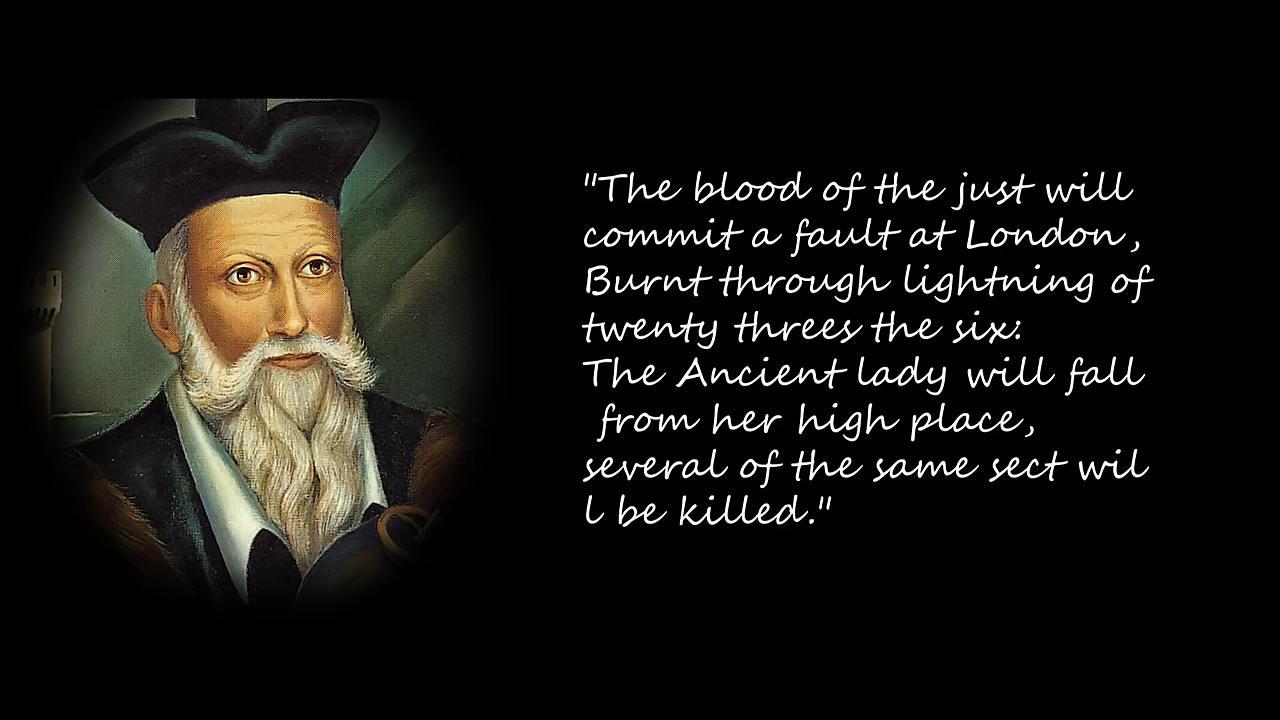 "The blood of the just will
commit a fault at London,
Burnt through lightning of
twenty threes the six:
The Ancient lady will fall
from her high place,
several of the same sect wil
l be killed."